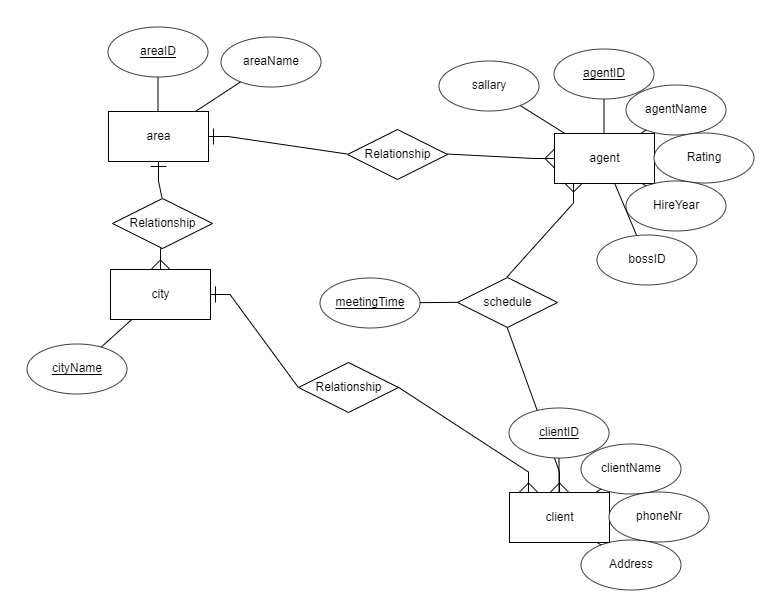 areaID
areaName
sallary
agentID
agentName
area
Relationship
agent
Rating
HireYear
Relationship
bossID
city
meetingTime
schedule
cityName
Relationship
clientID
clientName
client
phoneNr
Address